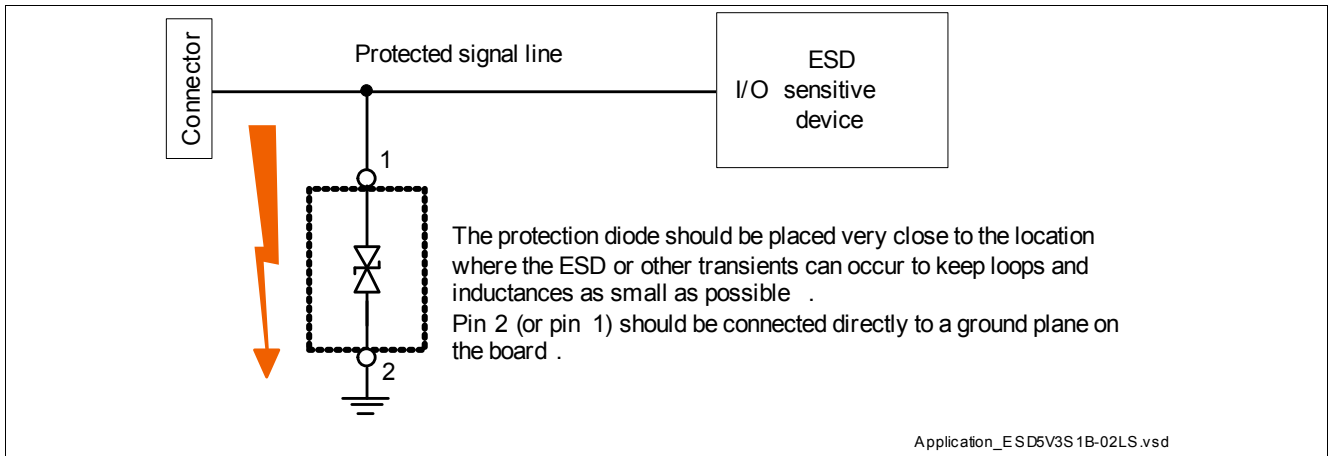 Connector
Protected signal line
ESD
I/O sensitive
device
1
The protection diode should be placed very close to the location
where the ESD or other transients can occur to keep loops and
inductances as small as possible .
Pin 2 (or pin 1) should be connected directly to a ground plane on
the board .
2
Application_ESD5V3S1B-02LS.vsd